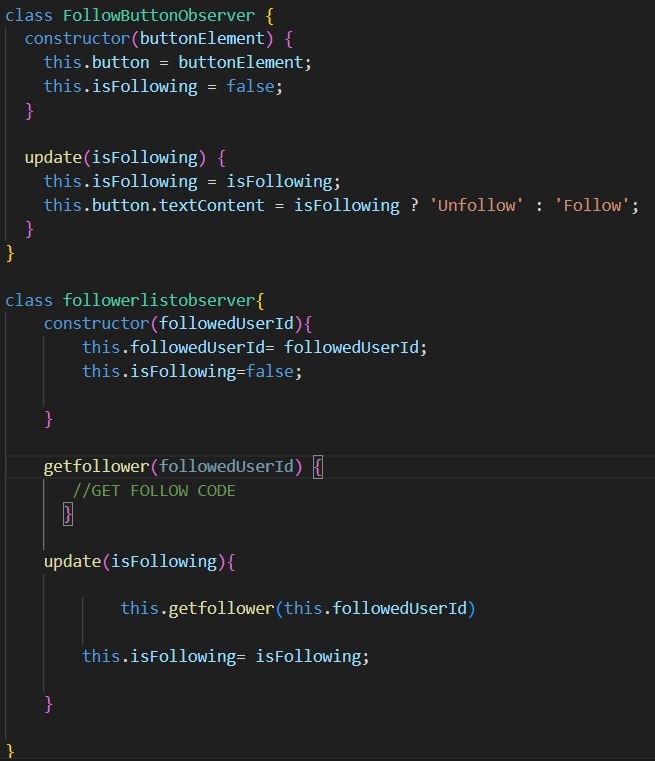 class FollowButtonObserver {
constructor(buttonElement) {
this.button = buttonElement;
this.isFollowing = false;
}
update(isFollowing) {
this.isFollowing = isFollowing;
this.button.textContent = isFollowing ? 'Unfollow' : 'Follow';
}
}
class followerlistobserver{
constructor(followedUserId){
this.followedUserId= followedUserId;
this.isFollowing=false;
}
getfollower(followedUserId) {
//GET FOLLOW CODE
}
update(isFollowing){
this.getfollower(this.followedUserId)
this.isFollowing= isFollowing;
}
}